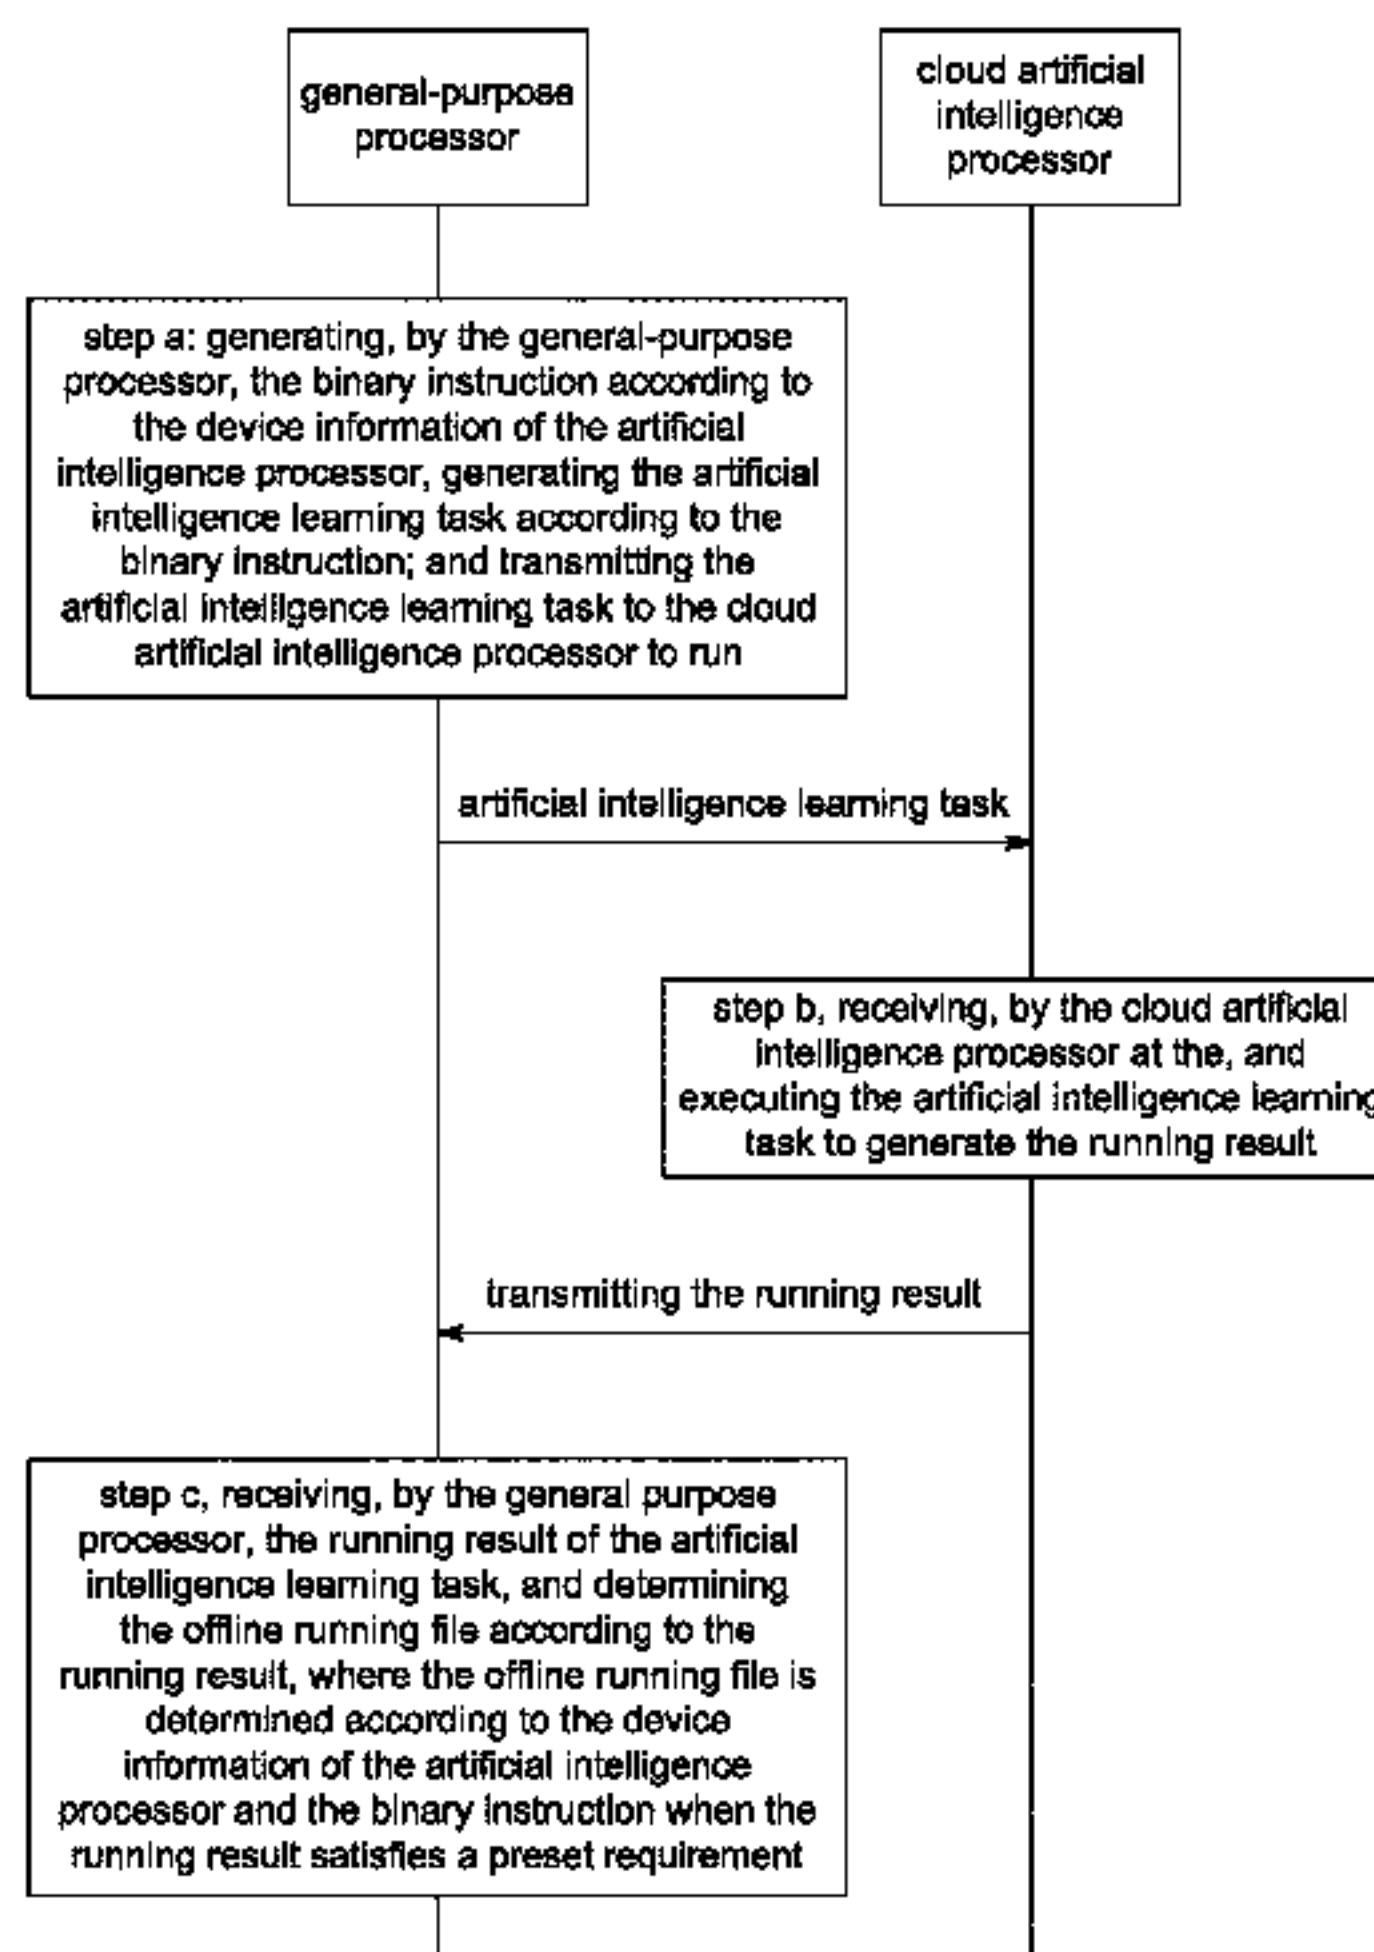 general-purpose
processor
cloud artificial
intelligence
processor
step a: generating, by the general-purpose
processor, the binary instruction according to
the device information of the artificial
intelligence processor, generating the artificial
intelligence learning task according to the
binary instruction; and transmitting the
artificial intelligence learning task to the cloud
artificial intelligence processor to run
artificial intelligence learning task
step b, receiving, by the cloud artificial
intelligence processor at the, and
executing the artificial intelligence learning
task to generate the running result
transmitting the running result
step c, receiving, by the general purpose
processor, the running result of the artificial
intelligence learning task, and determining
the offline running file according to the
running result, where the offline running file is
determined according to the device
information of the artificial intelligence
processor and the binary instruction when the
running result satisfies a preset requirement